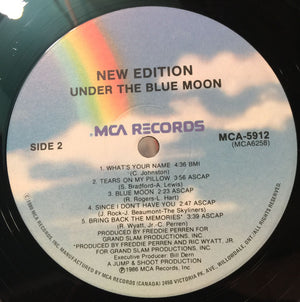 NEW EDITION
UNDER THE BLUE MOON
MCA RECORDS
SIDE 2
MCA-5912
(MCA6258)
1. WHAT'S YOUR NAME 4:36 BMI
(C. Johnston)
2. TEARS ON MY PILLOW 3:56 ASCAP
(S. Bradford-A. Lewis)
3. BLUE MOON 2:23 ASCAP
(R. Rogers-L. Hart)
4. SINCE I DON'T HAVE YOU 2:47 ASCAP
(J. Rock-J. Beaumont-The Skyliners)
5. BRING BACK THE MEMORIES* 3:39 ASCAP
(R. Wyatt, Jr.-C. Perren)
PRODUCED BY FREDDIE PERREN FOR
GRAND SLAM PRODUCTIONS, INC.
*PRODUCED BY FREDDIE PERREN AND RIC WYATT, JR.
FOR GRAND SLAM PRODUCTIONS, INC.
Executive Producer: Bill Dern
A JUMP & SHOOT PRODUCTION
℗ 1986 MCA Records, Inc.
©1986 MCA RECORDS, INC. MANUFACTURED BY MCA RECORDS (CANADA) 2450 VICTORIA PK. AVE., WILLOWDALE, ONT.